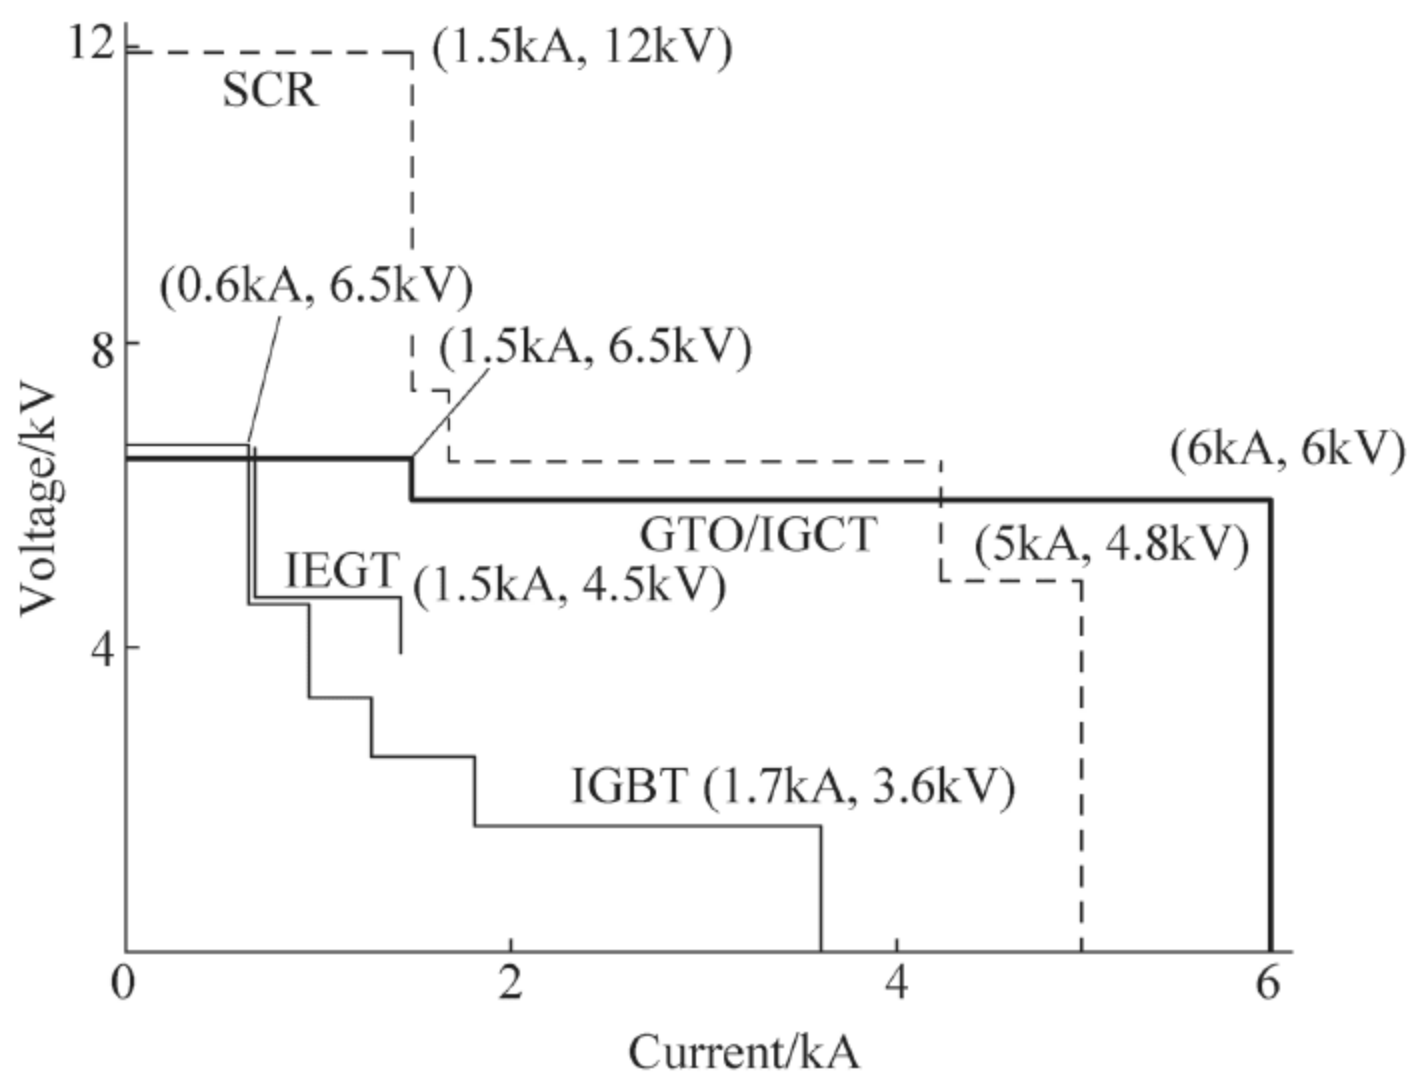 12
(1.5kA, 12kV)
SCR
(0.6kA, 6.5kV)
8
(1.5kA, 6.5kV)
(6kA, 6kV)
GTO/IGCT
(5kA, 4.8kV)
IEGT
(1.5kA, 4.5kV)
4
IGBT (1.7kA, 3.6kV)
Voltage/kV
0
2
4
6
Current/kA